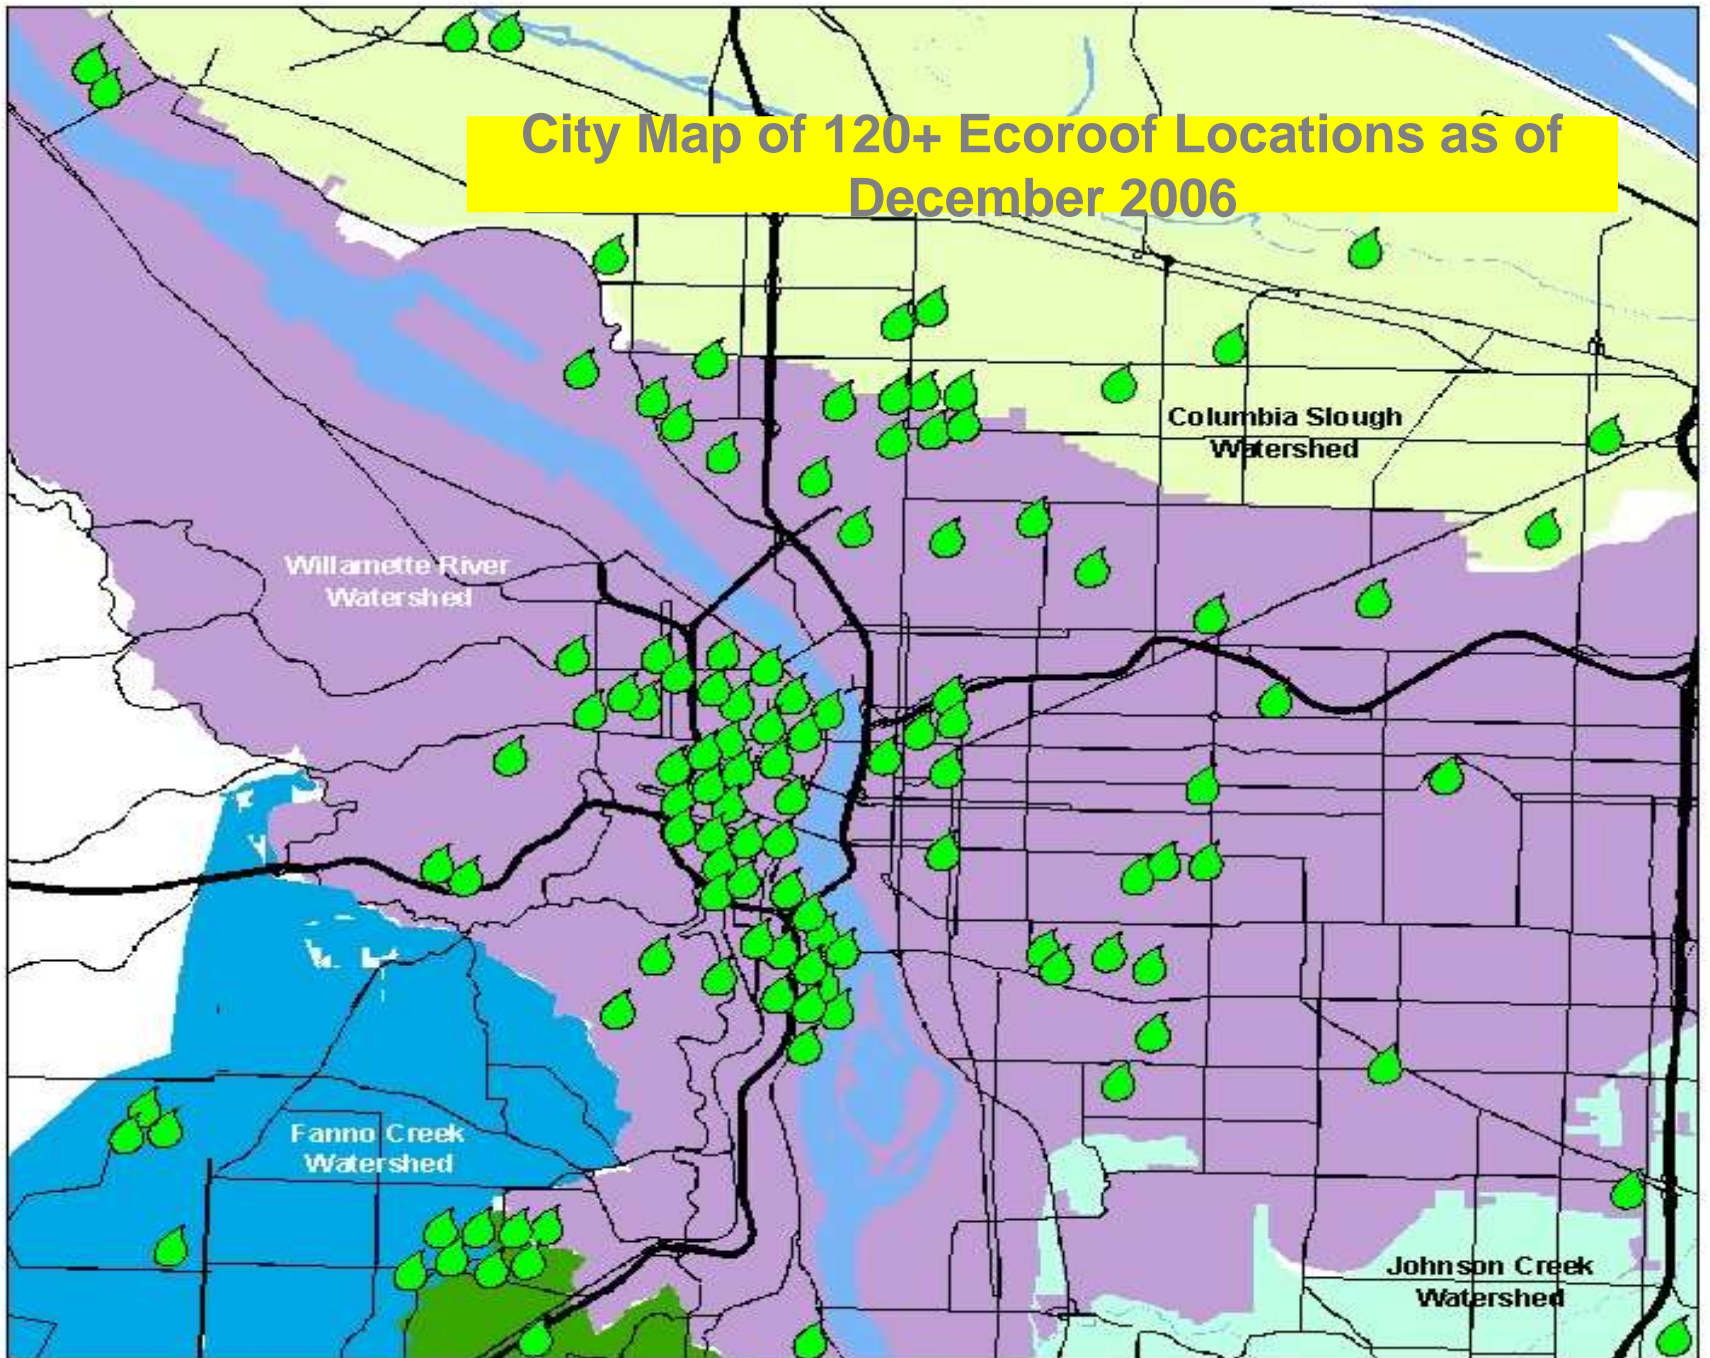 City Map of 120+ Ecoroof Locations as of
December 2006
Columbia Slough
Watershed
Willamette River
Watershed
Fanno Creek
Watershed
Johnson Creek
Watershed